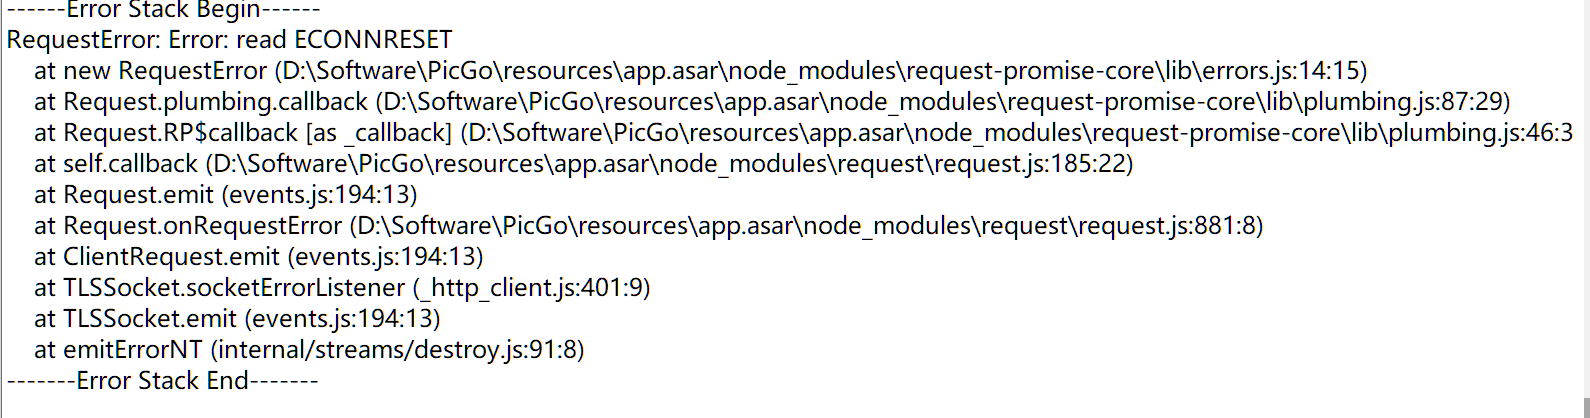 ------Error Stack Begin------
RequestError: Error: read ECONNRESET
at new RequestError (D:\Software\PicGo\resources\app.asar\node_modules\request-promise-core\lib\errors.js:14:15)
at Request.plumbing.callback (D:\Software\PicGo\resources\app.asar\node_modules\request-promise-core\lib\plumbing.js:87:29)
at Request.RP$callback [as _callback] (D:\Software\PicGo\resources\app.asar\node_modules\request-promise-core\lib\plumbing.js:46:3
at self.callback (D:\Software\PicGo\resources\app.asar\node_modules\request\request.js:185:22)
at Request.emit (events.js:194:13)
at Request.onRequestError (D:\Software\PicGo\resources\app.asar\node_modules\request\request.js:881:8)
at ClientRequest.emit (events.js:194:13)
at TLSSocket.socketErrorListener (_http_client.js:401:9)
at TLSSocket.emit (events.js:194:13)
at emitErrorNT (internal/streams/destroy.js:91:8)
-------Error Stack End-------